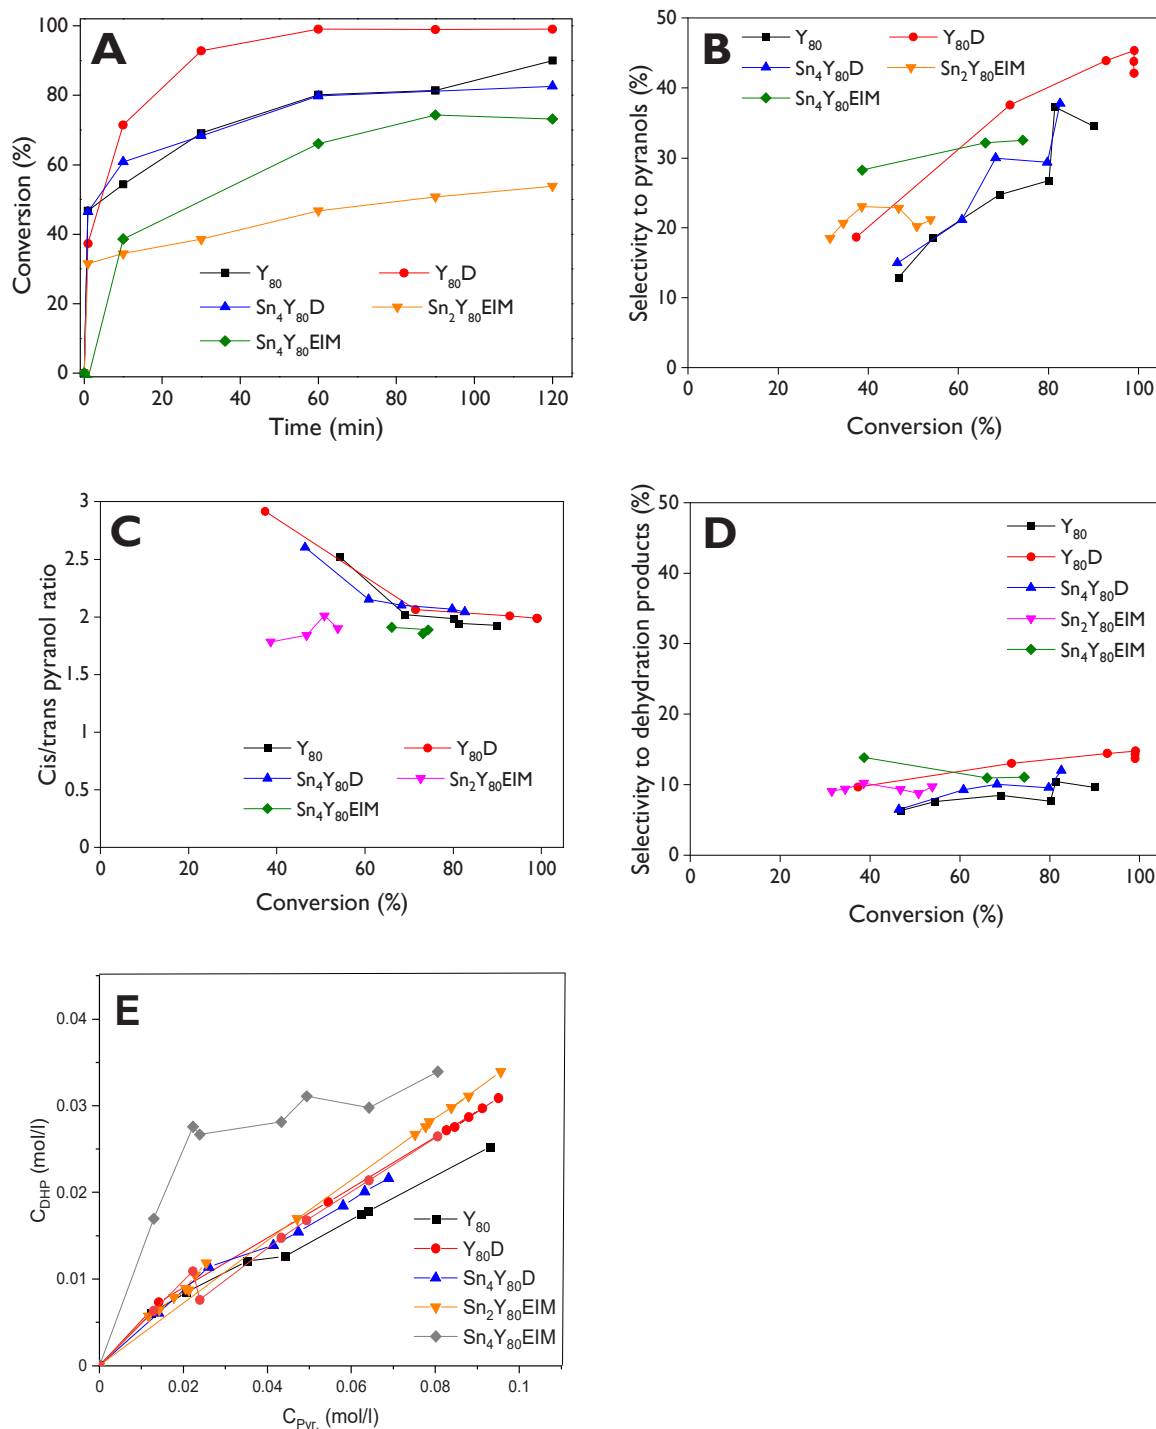 A
Conversion (%)
100
80
60
40
20
0
0 20 40 60 80 100 120
Time (min)
Y₈₀
Y₈₀D
Sn₄Y₈₀D
Sn₂Y₈₀EIM
Sn₄Y₈₀EIM
B
Selectivity to pyranols (%)
50
40
30
20
10
0
0 20 40 60 80 100
Conversion (%)
Y₈₀
Y₈₀D
Sn₄Y₈₀D
Sn₂Y₈₀EIM
Sn₄Y₈₀EIM
C
Cis/trans pyranol ratio
3
2.5
2
1.5
1
0.5
0
0 20 40 60 80 100
Conversion (%)
Y₈₀
Y₈₀D
Sn₄Y₈₀D
Sn₂Y₈₀EIM
Sn₄Y₈₀EIM
D
Selectivity to dehydration products (%)
50
40
30
20
10
0
0 20 40 60 80 100
Conversion (%)
Y₈₀
Y₈₀D
Sn₄Y₈₀D
Sn₂Y₈₀EIM
Sn₄Y₈₀EIM
E
C_DHP (mol/l)
0.04
0.03
0.02
0.01
0
0 0.02 0.04 0.06 0.08 0.1
C_Pyr. (mol/l)
Y₈₀
Y₈₀D
Sn₄Y₈₀D
Sn₂Y₈₀EIM
Sn₄Y₈₀EIM